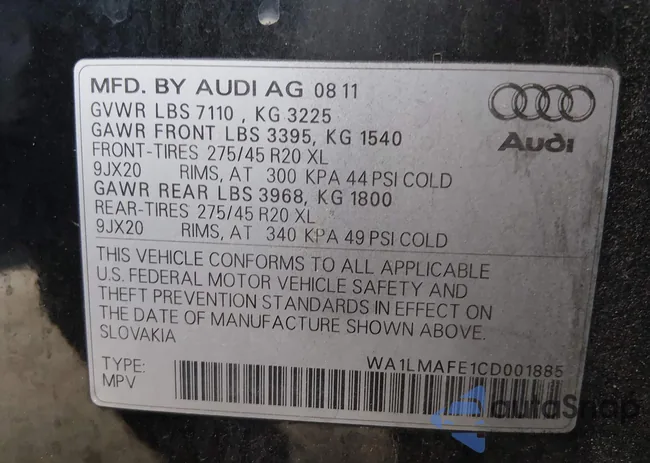 MFD. BY AUDI AG 08 11
GVWR LBS 7110 , KG 3225
GAWR FRONT LBS 3395, KG 1540
FRONT-TIRES 275/45 R20 XL
9JX20 RIMS, AT 300 KPA 44 PSI COLD
GAWR REAR LBS 3968, KG 1800
REAR-TIRES 275/45 R20 XL
9JX20 RIMS, AT 340 KPA 49 PSI COLD
Audi
THIS VEHICLE CONFORMS TO ALL APPLICABLE
U.S. FEDERAL MOTOR VEHICLE SAFETY AND
THEFT PREVENTION STANDARDS IN EFFECT ON
THE DATE OF MANUFACTURE SHOWN ABOVE.
SLOVAKIA
TYPE: WA1LMAFE1CD001885
MPV
autoSnap